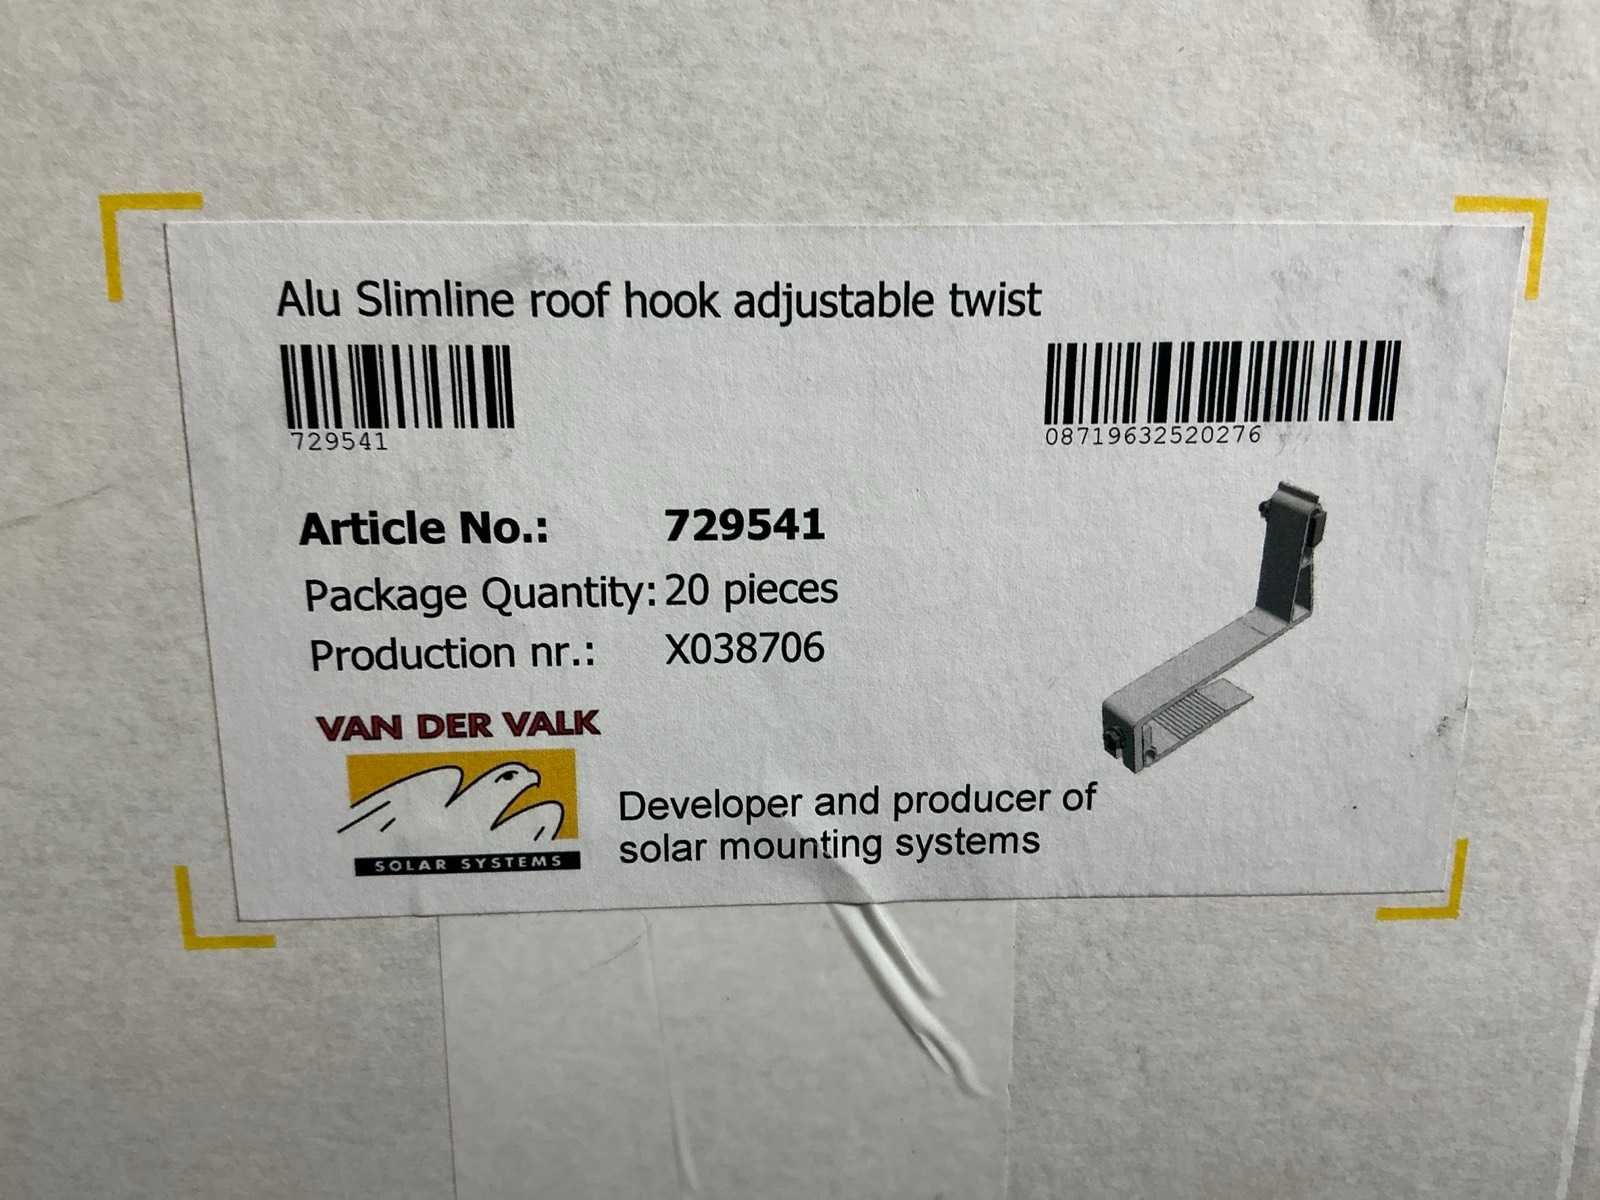 Alu Slimline roof hook adjustable twist
729541
08719632520276
Article No.: 729541
Package Quantity: 20 pieces
Production nr.: X038706
VAN DER VALK
SOLAR SYSTEMS
Developer and producer of
solar mounting systems